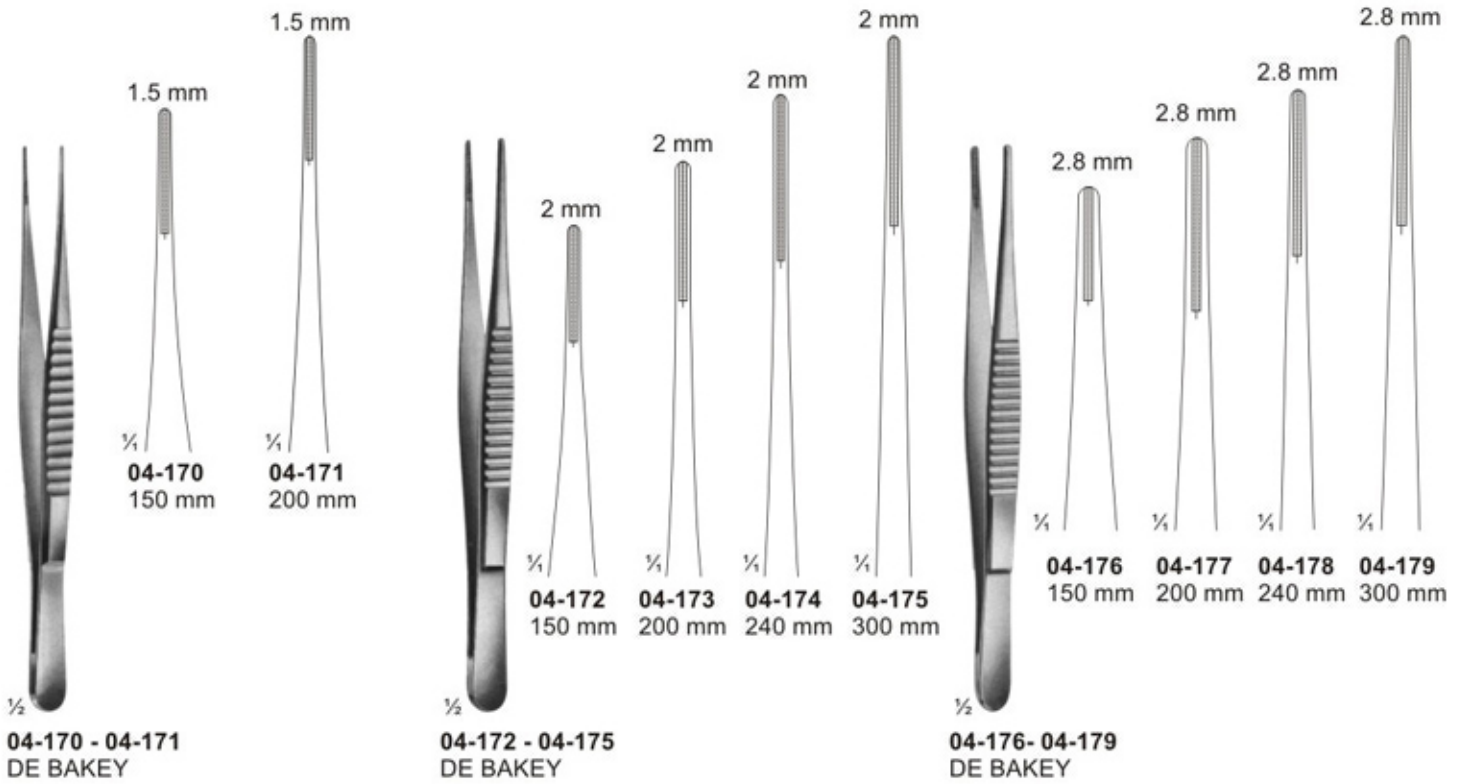 1.5 mm
1.5 mm
⅟₁
04-170
150 mm
⅟₁
04-171
200 mm
½
04-170 - 04-171
DE BAKEY
2 mm
2 mm
2 mm
2 mm
⅟₁
04-172
150 mm
⅟₁
04-173
200 mm
⅟₁
04-174
240 mm
⅟₁
04-175
300 mm
½
04-172 - 04-175
DE BAKEY
2.8 mm
2.8 mm
2.8 mm
2.8 mm
⅟₁
04-176
150 mm
⅟₁
04-177
200 mm
⅟₁
04-178
240 mm
⅟₁
04-179
300 mm
½
04-176- 04-179
DE BAKEY